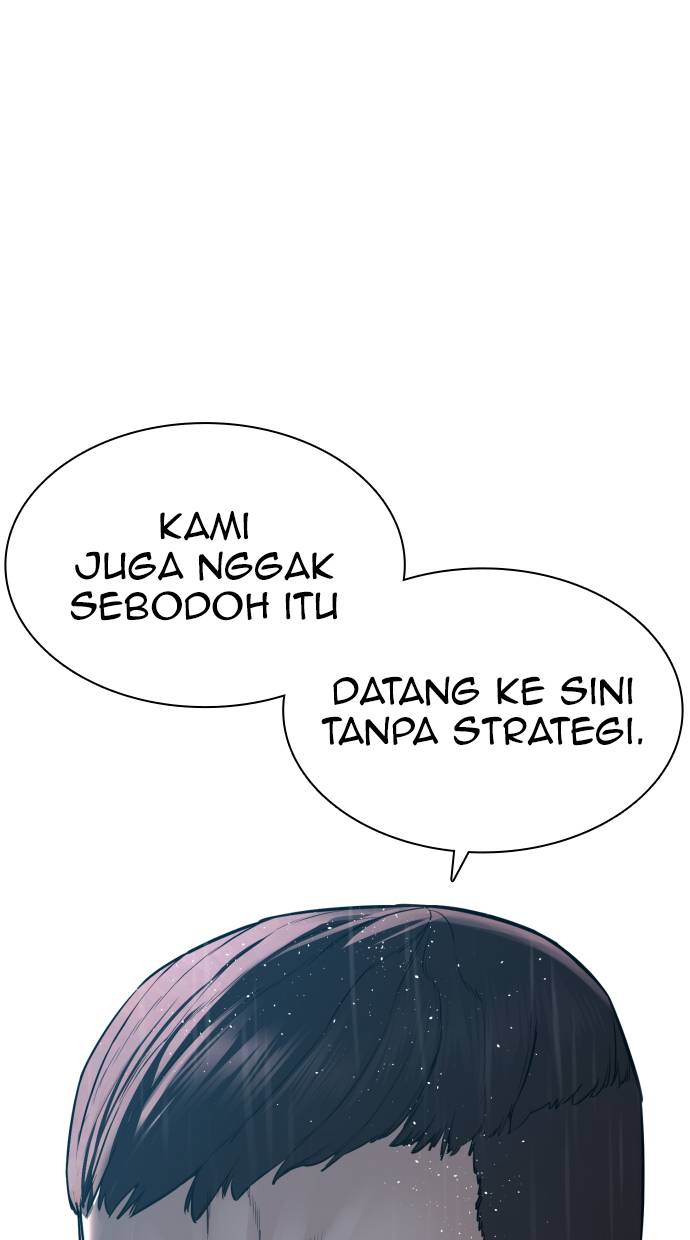 KAMI
JUGA NGGAK
SEBODOH ITU
DATANG KE SINI
TANPA STRATEGI.